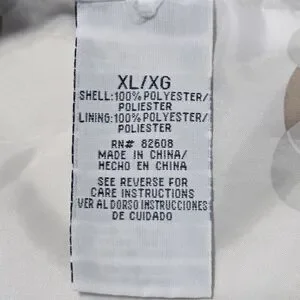 XL/XG
SHELL:100% POLYESTER/
POLIESTER
LINING:100% POLYESTER/
POLIESTER
RN# 82608
MADE IN CHINA/
HECHO EN CHINA
SEE REVERSE FOR
CARE INSTRUCTIONS
VER AL DORSO INSTRUCCIONES
DE CUIDADO